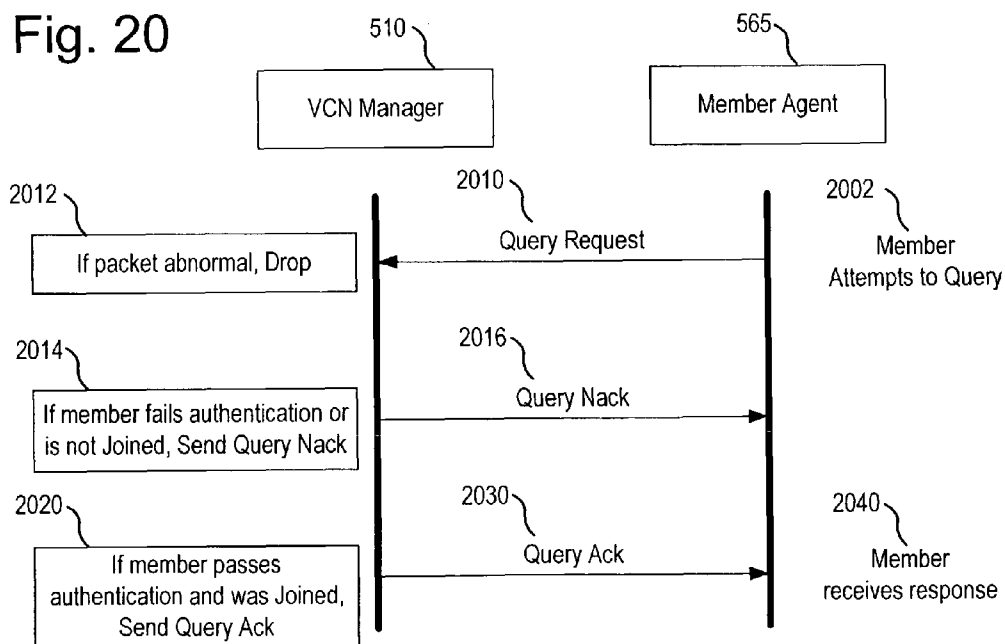 Fig. 20
510
565
VCN Manager
Member Agent
2012
2010
2002
If packet abnormal, Drop
Query Request
Member
Attempts to Query
2014
2016
If member fails authentication or
is not Joined, Send Query Nack
Query Nack
2020
2030
2040
If member passes
authentication and was Joined,
Send Query Ack
Query Ack
Member
receives response